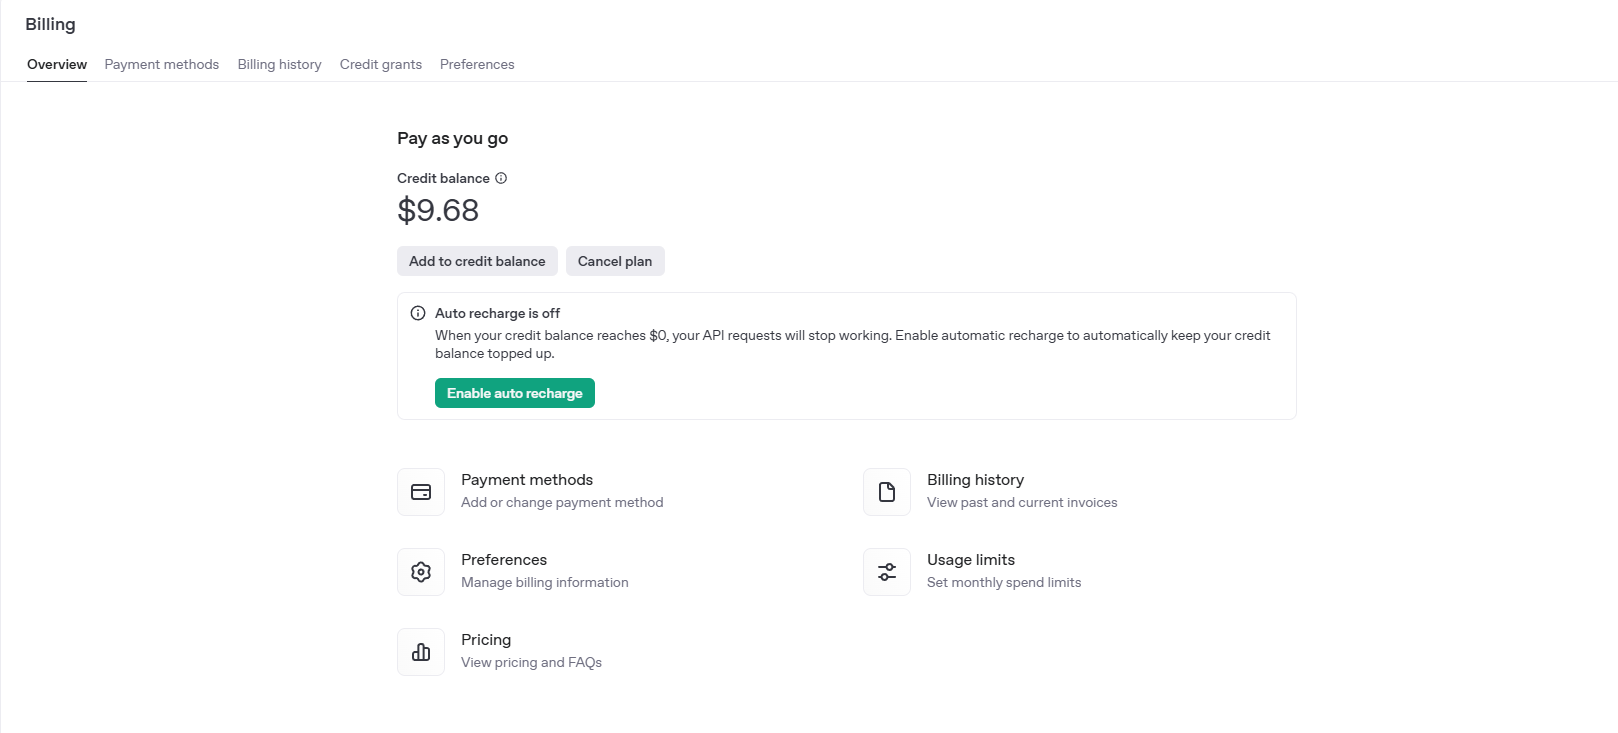 Billing
Overview
Payment methods
Billing history
Credit grants
Preferences
Pay as you go
Credit balance
$9.68
Add to credit balance
Cancel plan
Auto recharge is off
When your credit balance reaches $0, your API requests will stop working. Enable automatic recharge to automatically keep your credit
balance topped up.
Enable auto recharge
Payment methods
Add or change payment method
Billing history
View past and current invoices
Preferences
Manage billing information
Usage limits
Set monthly spend limits
Pricing
View pricing and FAQs